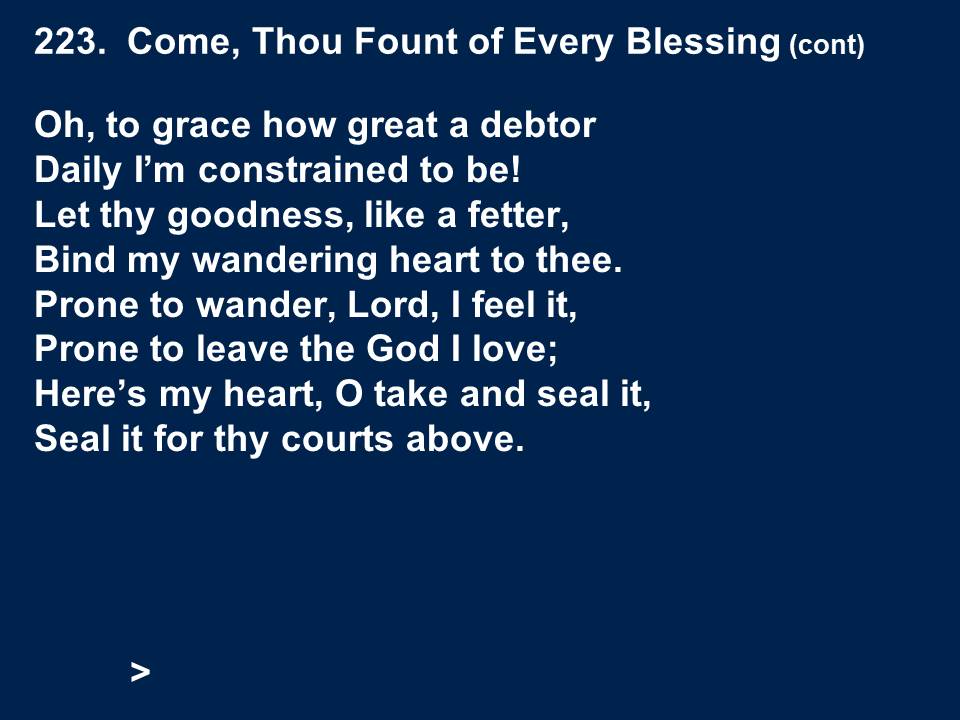 223.  Come, Thou Fount of Every Blessing (cont)
Oh, to grace how great a debtor
Daily I’m constrained to be!
Let thy goodness, like a fetter,
Bind my wandering heart to thee.
Prone to wander, Lord, I feel it,
Prone to leave the God I love;
Here’s my heart, O take and seal it,
Seal it for thy courts above.
>